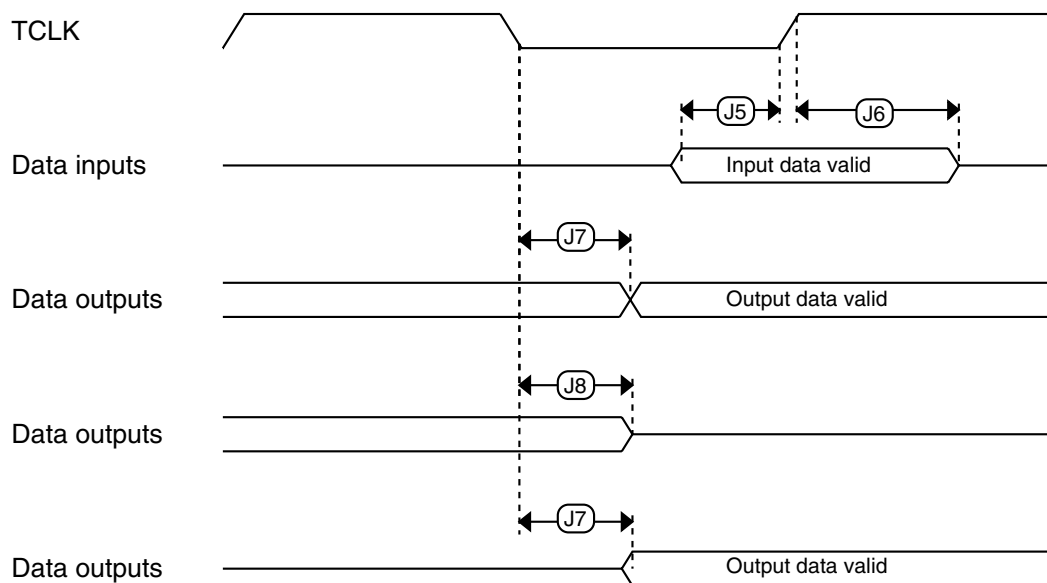 TCLK
J5
J6
Data inputs
Input data valid
J7
Data outputs
Output data valid
J8
Data outputs
J7
Data outputs
Output data valid